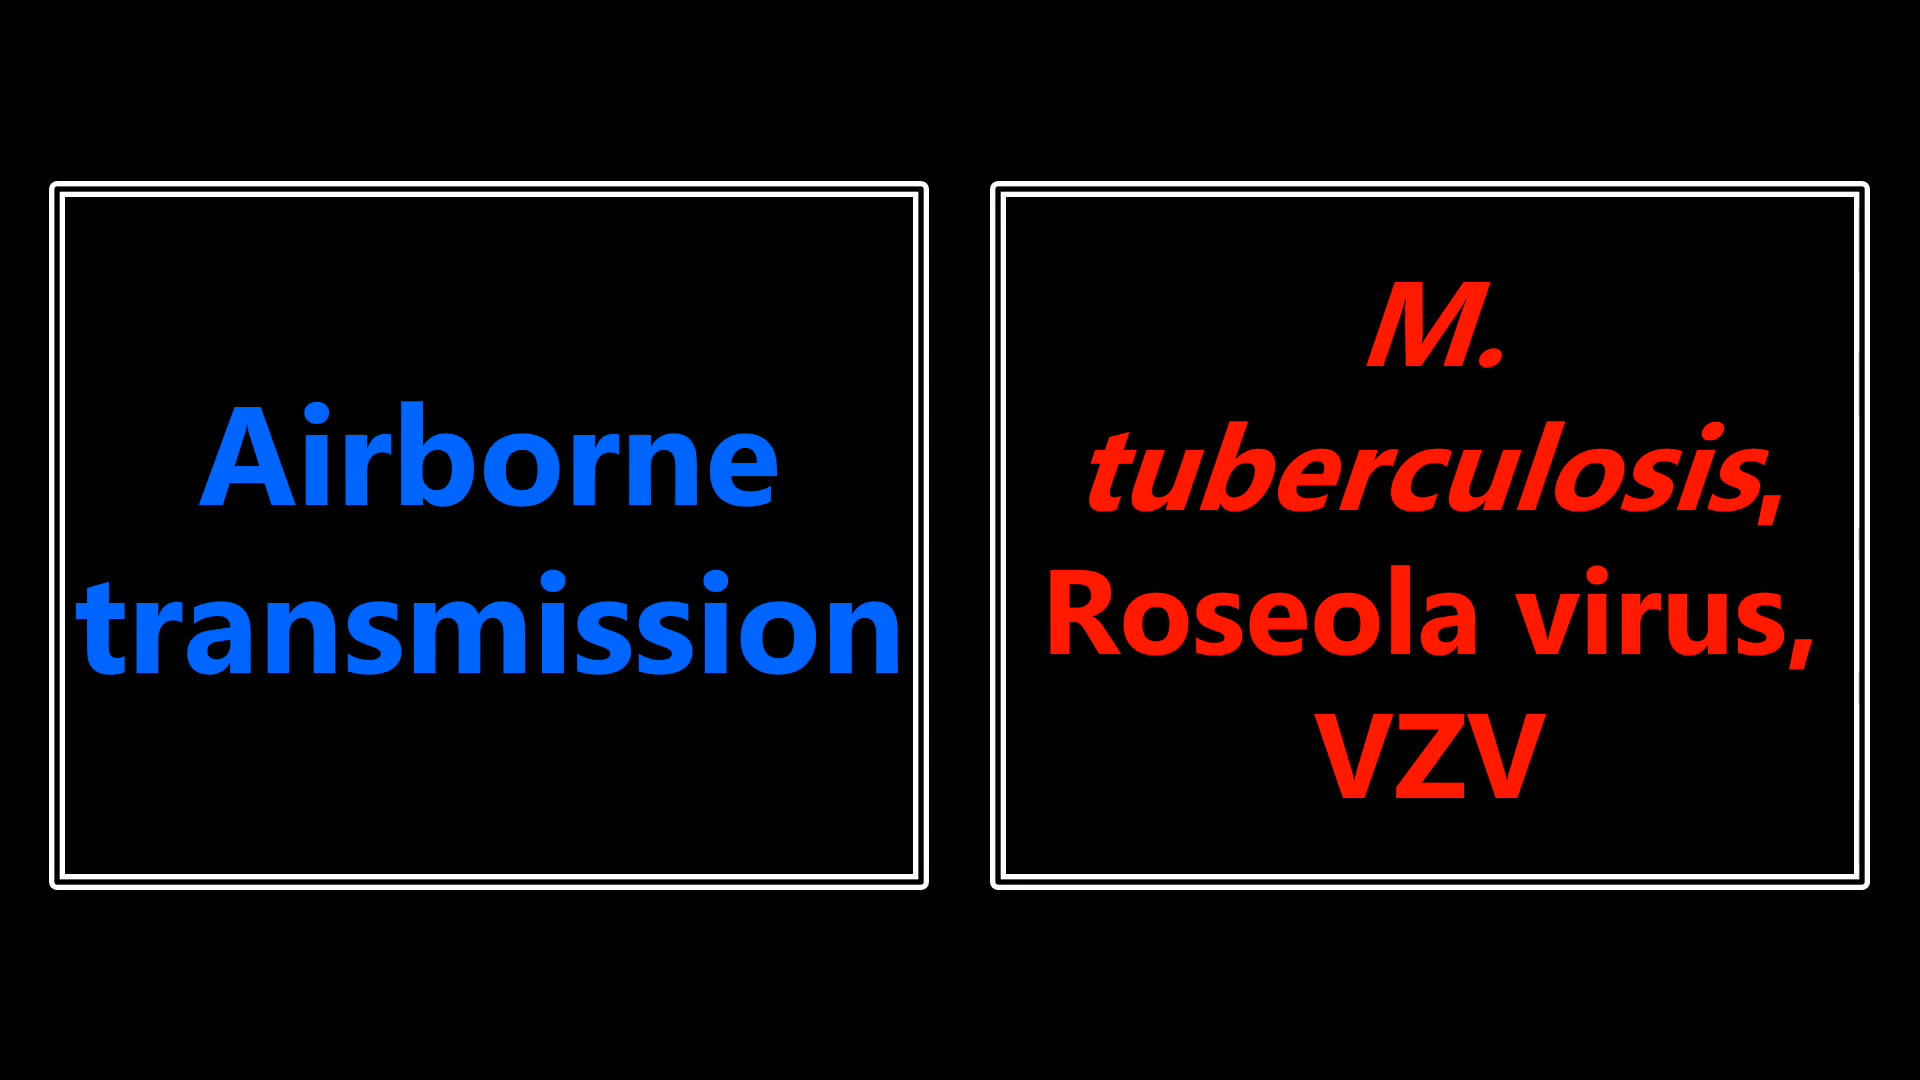 Airborne
transmission
M.
tuberculosis,
Roseola virus,
VZV